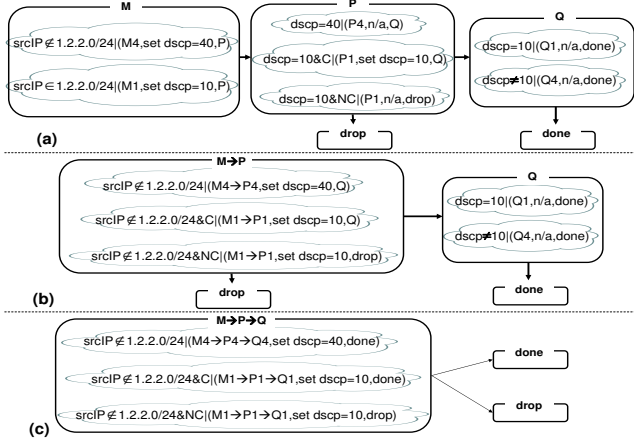 M
srcIP ∉ 1.2.2.0/24|(M4,set dscp=40,P)
srcIP ∈ 1.2.2.0/24|(M1,set dscp=10,P)
P
dscp=40|(P4,n/a,Q)
dscp=10&C|(P1,set dscp=10,Q)
dscp=10&NC|(P1,n/a,drop)
Q
dscp=10|(Q1,n/a,done)
dscp≠10|(Q4,n/a,done)
(a)
drop
done
M→P
srcIP ∉ 1.2.2.0/24|(M4→P4,set dscp=40,Q)
srcIP ∉ 1.2.2.0/24&C|(M1→P1,set dscp=10,Q)
srcIP ∉ 1.2.2.0/24&NC|(M1→P1,set dscp=10,drop)
Q
dscp=10|(Q1,n/a,done)
dscp≠10|(Q4,n/a,done)
(b)
drop
done
M→P→Q
srcIP ∉ 1.2.2.0/24|(M4→P4→Q4,set dscp=40,done)
srcIP ∉ 1.2.2.0/24&C|(M1→P1→Q1,set dscp=10,done)
srcIP ∉ 1.2.2.0/24&NC|(M1→P1→Q1,set dscp=10,drop)
done
drop
(c)